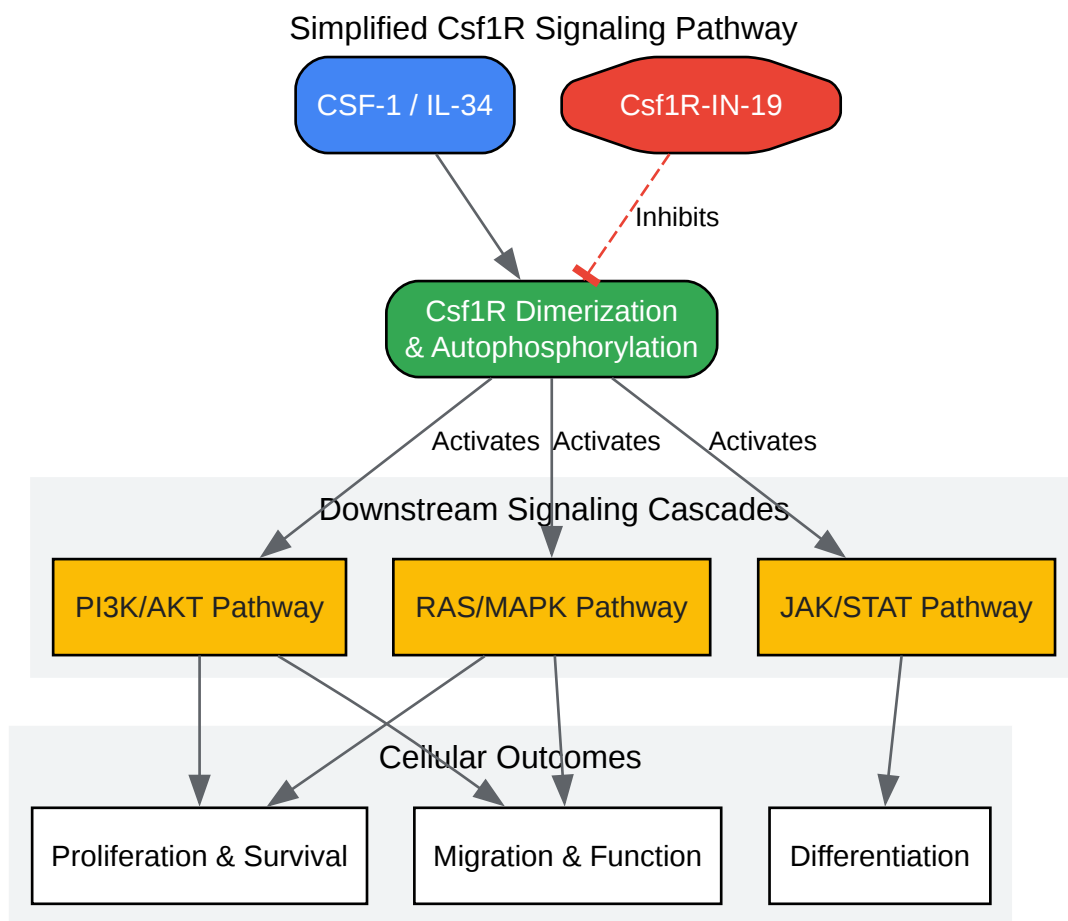 Simplified Csf1R Signaling Pathway
CSF-1 / IL-34
Csf1R-IN-19
Inhibits
Csf1R Dimerization
& Autophosphorylation
Activates
Activates
Activates
Downstream Signaling Cascades
PI3K/AKT Pathway
RAS/MAPK Pathway
JAK/STAT Pathway
Cellular Outcomes
Proliferation & Survival
Migration & Function
Differentiation